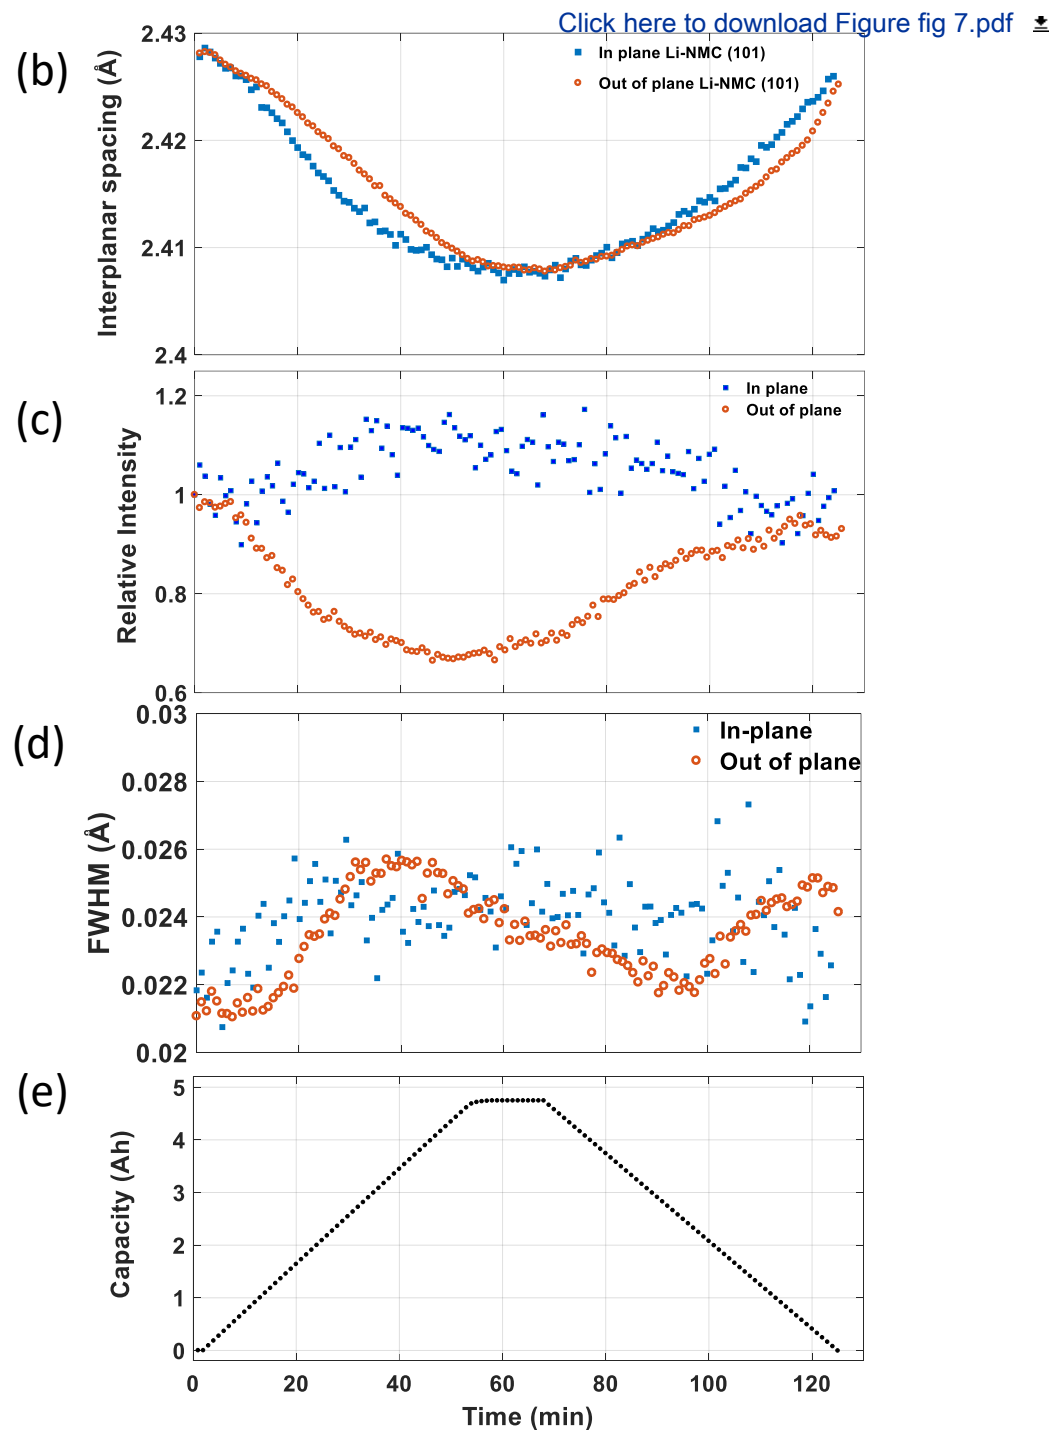 Click here to download Figure fig 7.pdf
(b)
2.43
2.42
2.41
2.4
Interplanar spacing (Å)
In plane Li-NMC (101)
Out of plane Li-NMC (101)
(c)
1.2
1
0.8
0.6
Relative Intensity
In plane
Out of plane
(d)
0.03
0.028
0.026
0.024
0.022
0.02
FWHM (Å)
In-plane
Out of plane
(e)
5
4
3
2
1
0
Capacity (Ah)
0 20 40 60 80 100 120
Time (min)